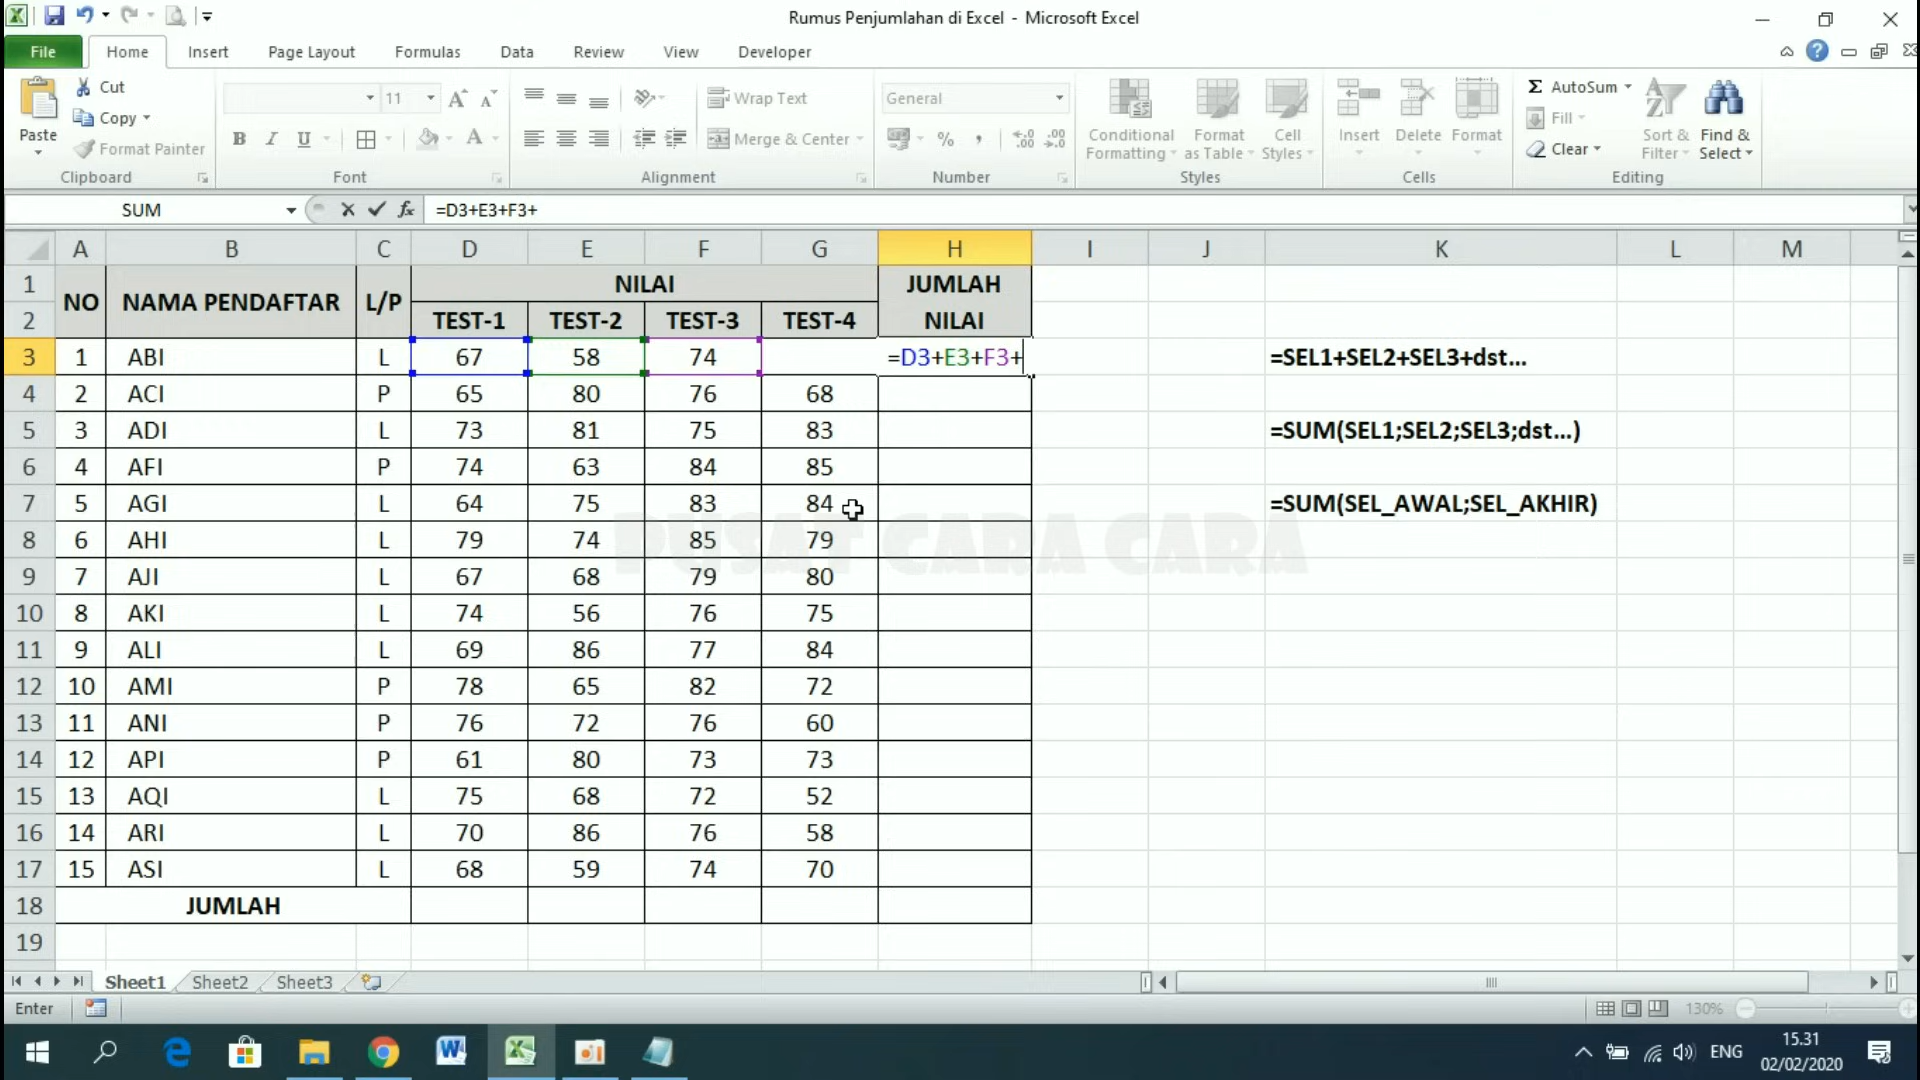 Rumus Penjumlahan di Excel - Microsoft Excel
File Home Insert Page Layout Formulas Data Review View Developer
Paste
Cut
Copy
Format Painter
Clipboard
11
B I U
Font
Wrap Text
Merge & Center
Alignment
General
Number
Conditional Formatting
Format as Table
Cell Styles
Styles
Insert Delete Format
Cells
Σ AutoSum
Fill
Clear
Sort & Filter
Find & Select
Editing
SUM fx =D3+E3+F3+
A B C D E F G H I J K L M
1 NO NAMA PENDAFTAR L/P NILAI JUMLAH NILAI
2 TEST-1 TEST-2 TEST-3 TEST-4
3 1 ABI L 67 58 74 =D3+E3+F3+ =SEL1+SEL2+SEL3+dst...
4 2 ACI P 65 80 76 68
5 3 ADI L 73 81 75 83 =SUM(SEL1;SEL2;SEL3;dst...)
6 4 AFI P 74 63 84 85
7 5 AGI L 64 75 83 84 =SUM(SEL_AWAL;SEL_AKHIR)
PUSAT CARA CARA
8 6 AHI L 79 74 85 79
9 7 AJI L 67 68 79 80
10 8 AKI L 74 56 76 75
11 9 ALI L 69 86 77 84
12 10 AMI P 78 65 82 72
13 11 ANI P 76 72 76 60
14 12 API P 61 80 73 73
15 13 AQI L 75 68 72 52
16 14 ARI L 70 86 76 58
17 15 ASI L 68 59 74 70
18 JUMLAH
19
Sheet1 Sheet2 Sheet3
Enter 130%
ENG 15.31
02/02/2020